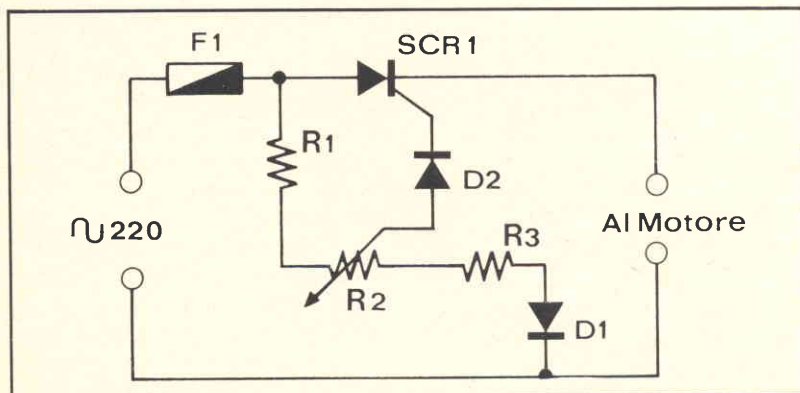 F1
SCR1
R1
D2
∿220
Al Motore
R3
R2
D1